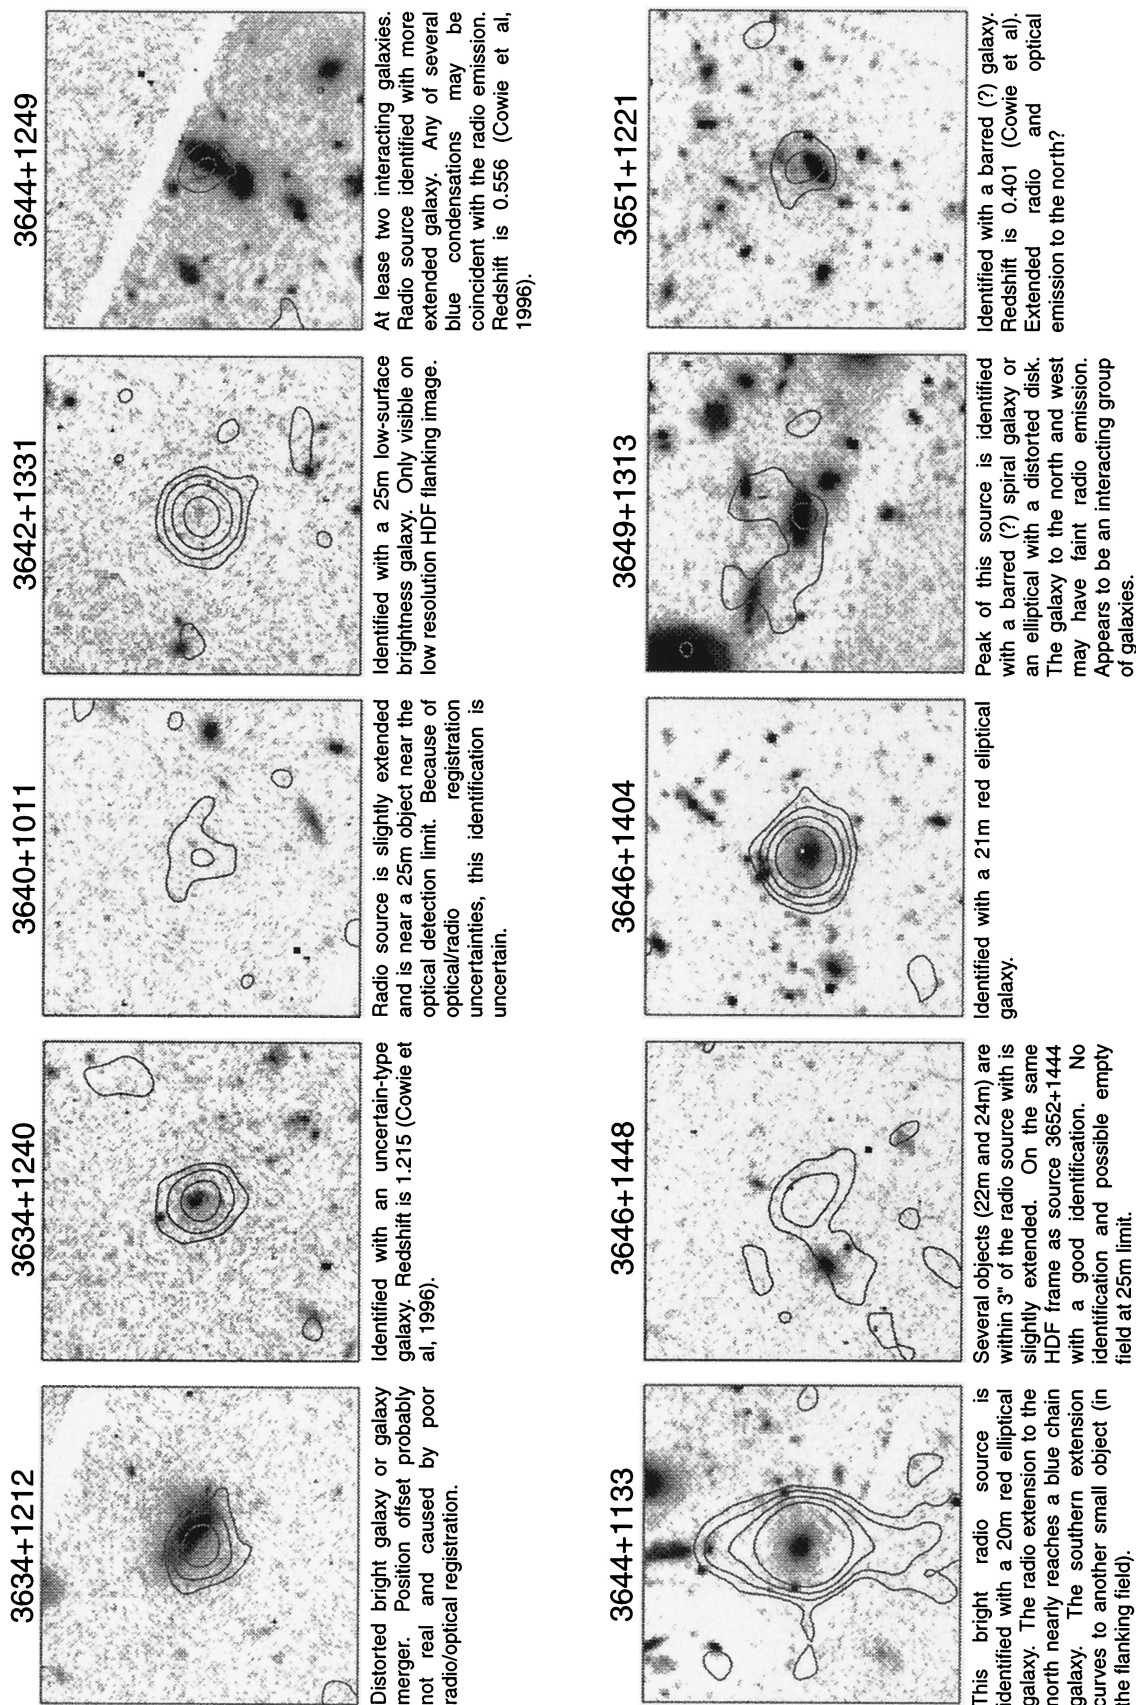 3634+1212
Distorted bright galaxy or galaxy
merger. Position offset probably
not real and caused by poor
radio/optical registration.
3634+1240
Identified with an uncertain-type
galaxy. Redshift is 1.215 (Cowie et
al, 1996).
3640+1011
Radio source is slightly extended
and is near a 25m object near the
optical detection limit. Because of
optical/radio registration
uncertainties, this identification is
uncertain.
3642+1331
Identified with a 25m low-surface
brightness galaxy. Only visible on
low resolution HDF flanking image.
3644+1249
At lease two interacting galaxies.
Radio source identified with more
extended galaxy. Any of several
blue condensations may be
coincident with the radio emission.
Redshift is 0.556 (Cowie et al,
1996).
3644+1133
This bright radio source is
identified with a 20m red elliptical
galaxy. The radio extension to the
north nearly reaches a blue chain
galaxy. The southern extension
curves to another small object (in
the flanking field).
3646+1448
Several objects (22m and 24m) are
within 3" of the radio source with is
slightly extended. On the same
HDF frame as source 3652+1444
with a good identification. No
identification and possible empty
field at 25m limit.
3646+1404
Identified with a 21m red eliptical
galaxy.
3649+1313
Peak of this source is identified
with a barred (?) spiral galaxy or
an elliptical with a distorted disk.
The galaxy to the north and west
may have faint radio emission.
Appears to be an interacting group
of galaxies.
3651+1221
Identified with a barred (?) galaxy.
Redshift is 0.401 (Cowie et al).
Extended radio and optical
emission to the north?